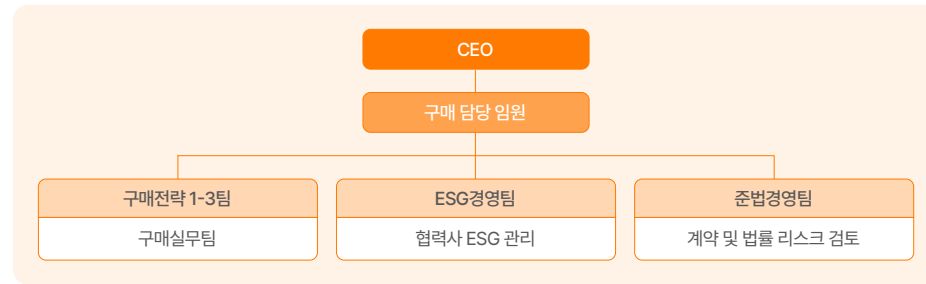 CEO
구매 담당 임원
구매전략 1-3팀
구매실무팀
ESG경영팀
협력사 ESG 관리
준법경영팀
계약 및 법률 리스크 검토